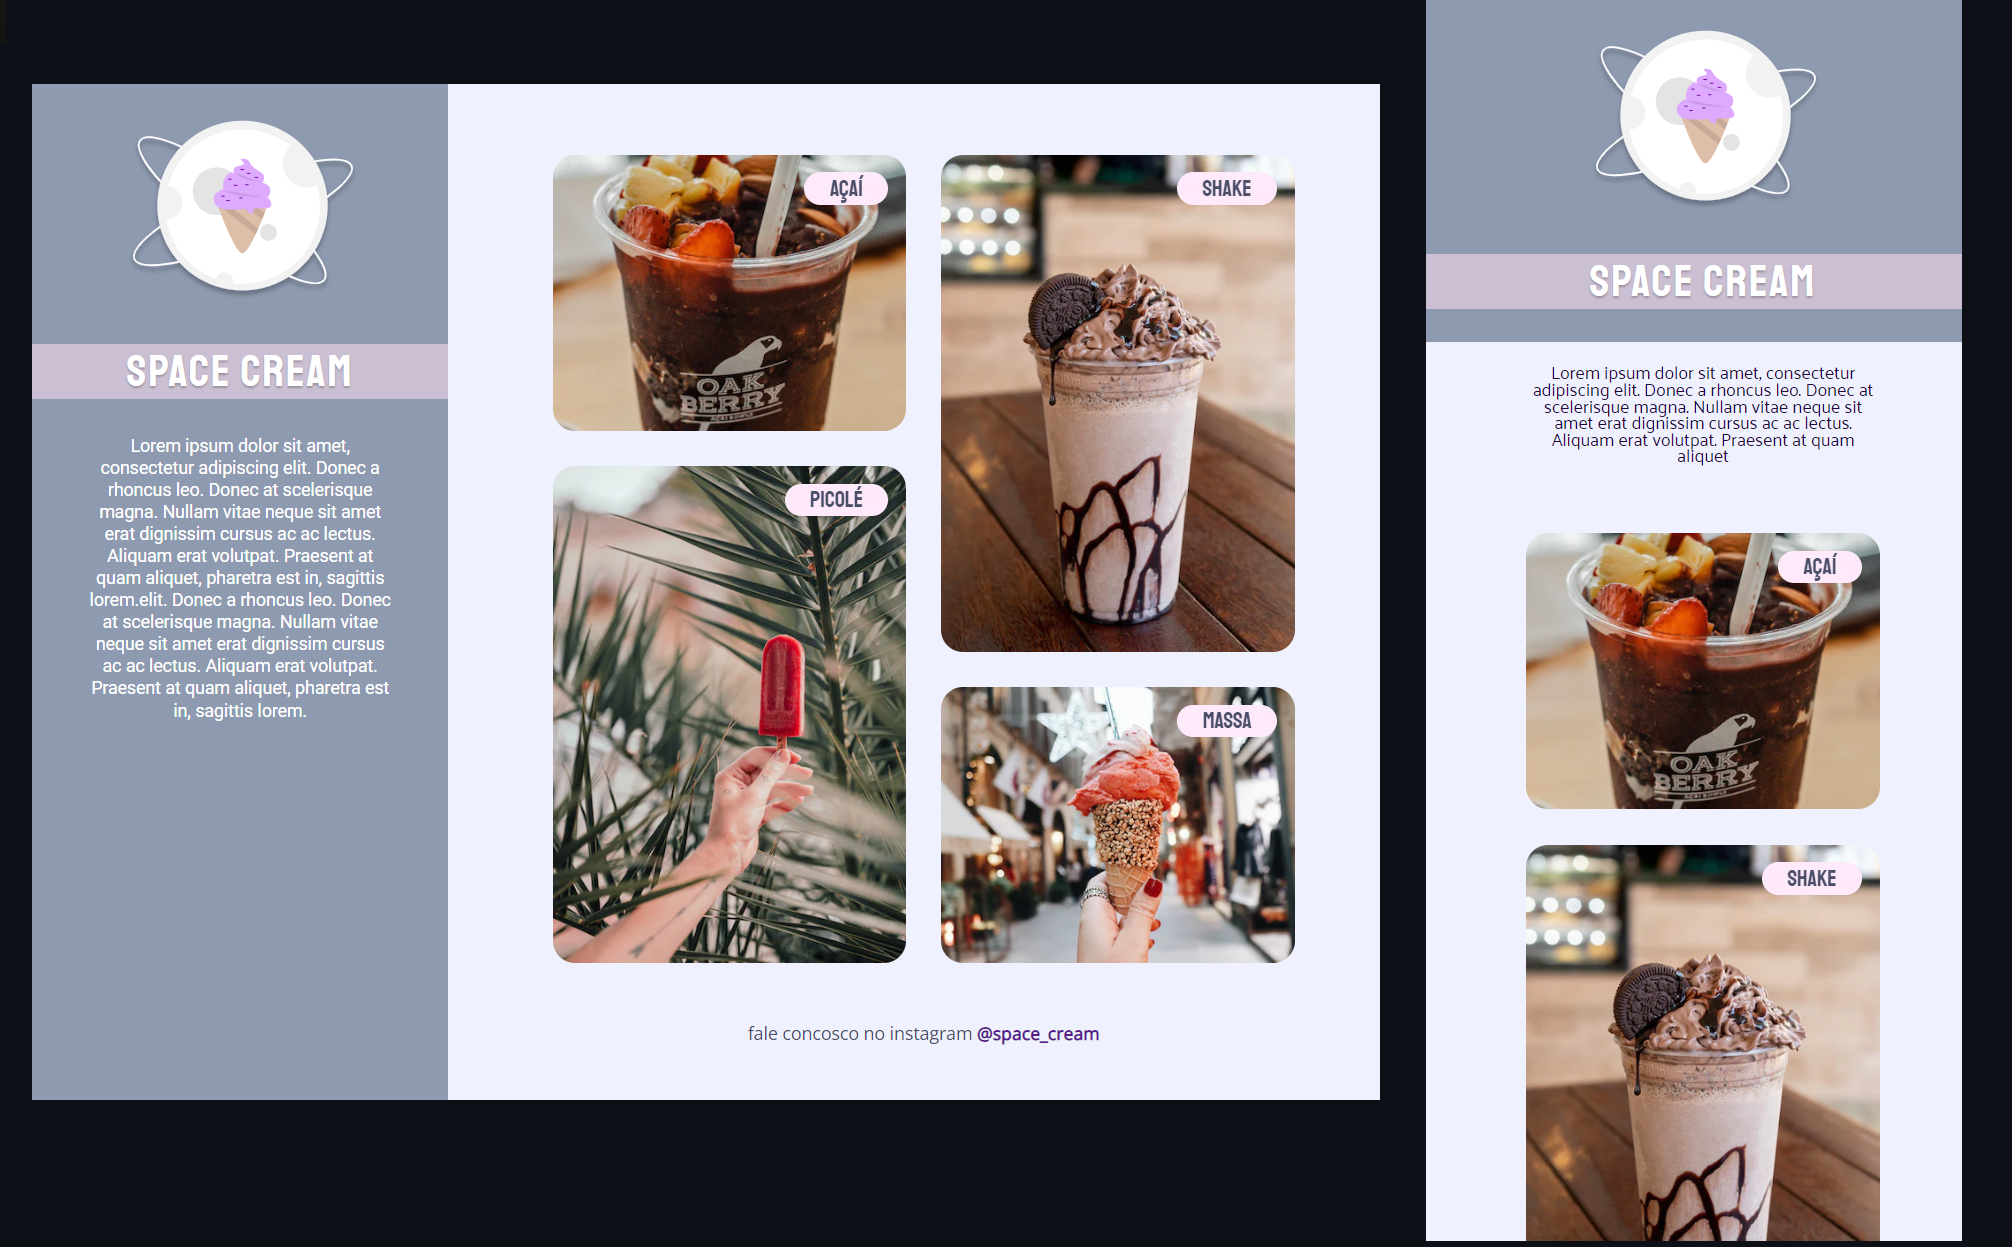 SPACE CREAM
Lorem ipsum dolor sit amet,
consectetur adipiscing elit. Donec a
rhoncus leo. Donec at scelerisque
magna. Nullam vitae neque sit amet
erat dignissim cursus ac ac lectus.
Aliquam erat volutpat. Praesent at
quam aliquet, pharetra est in, sagittis
lorem.elit. Donec a rhoncus leo. Donec
at scelerisque magna. Nullam vitae
neque sit amet erat dignissim cursus
ac ac lectus. Aliquam erat volutpat.
Praesent at quam aliquet, pharetra est
in, sagittis lorem.
AÇAÍ
OAK
BERRY
SHAKE
PICOLÉ
MASSA
fale concosco no instagram @space_cream
SPACE CREAM
Lorem ipsum dolor sit amet, consectetur
adipiscing elit. Donec a rhoncus leo. Donec at
scelerisque magna. Nullam vitae neque sit
amet erat dignissim cursus ac ac lectus.
Aliquam erat volutpat. Praesent at quam
aliquet
AÇAÍ
OAK
BERRY
SHAKE